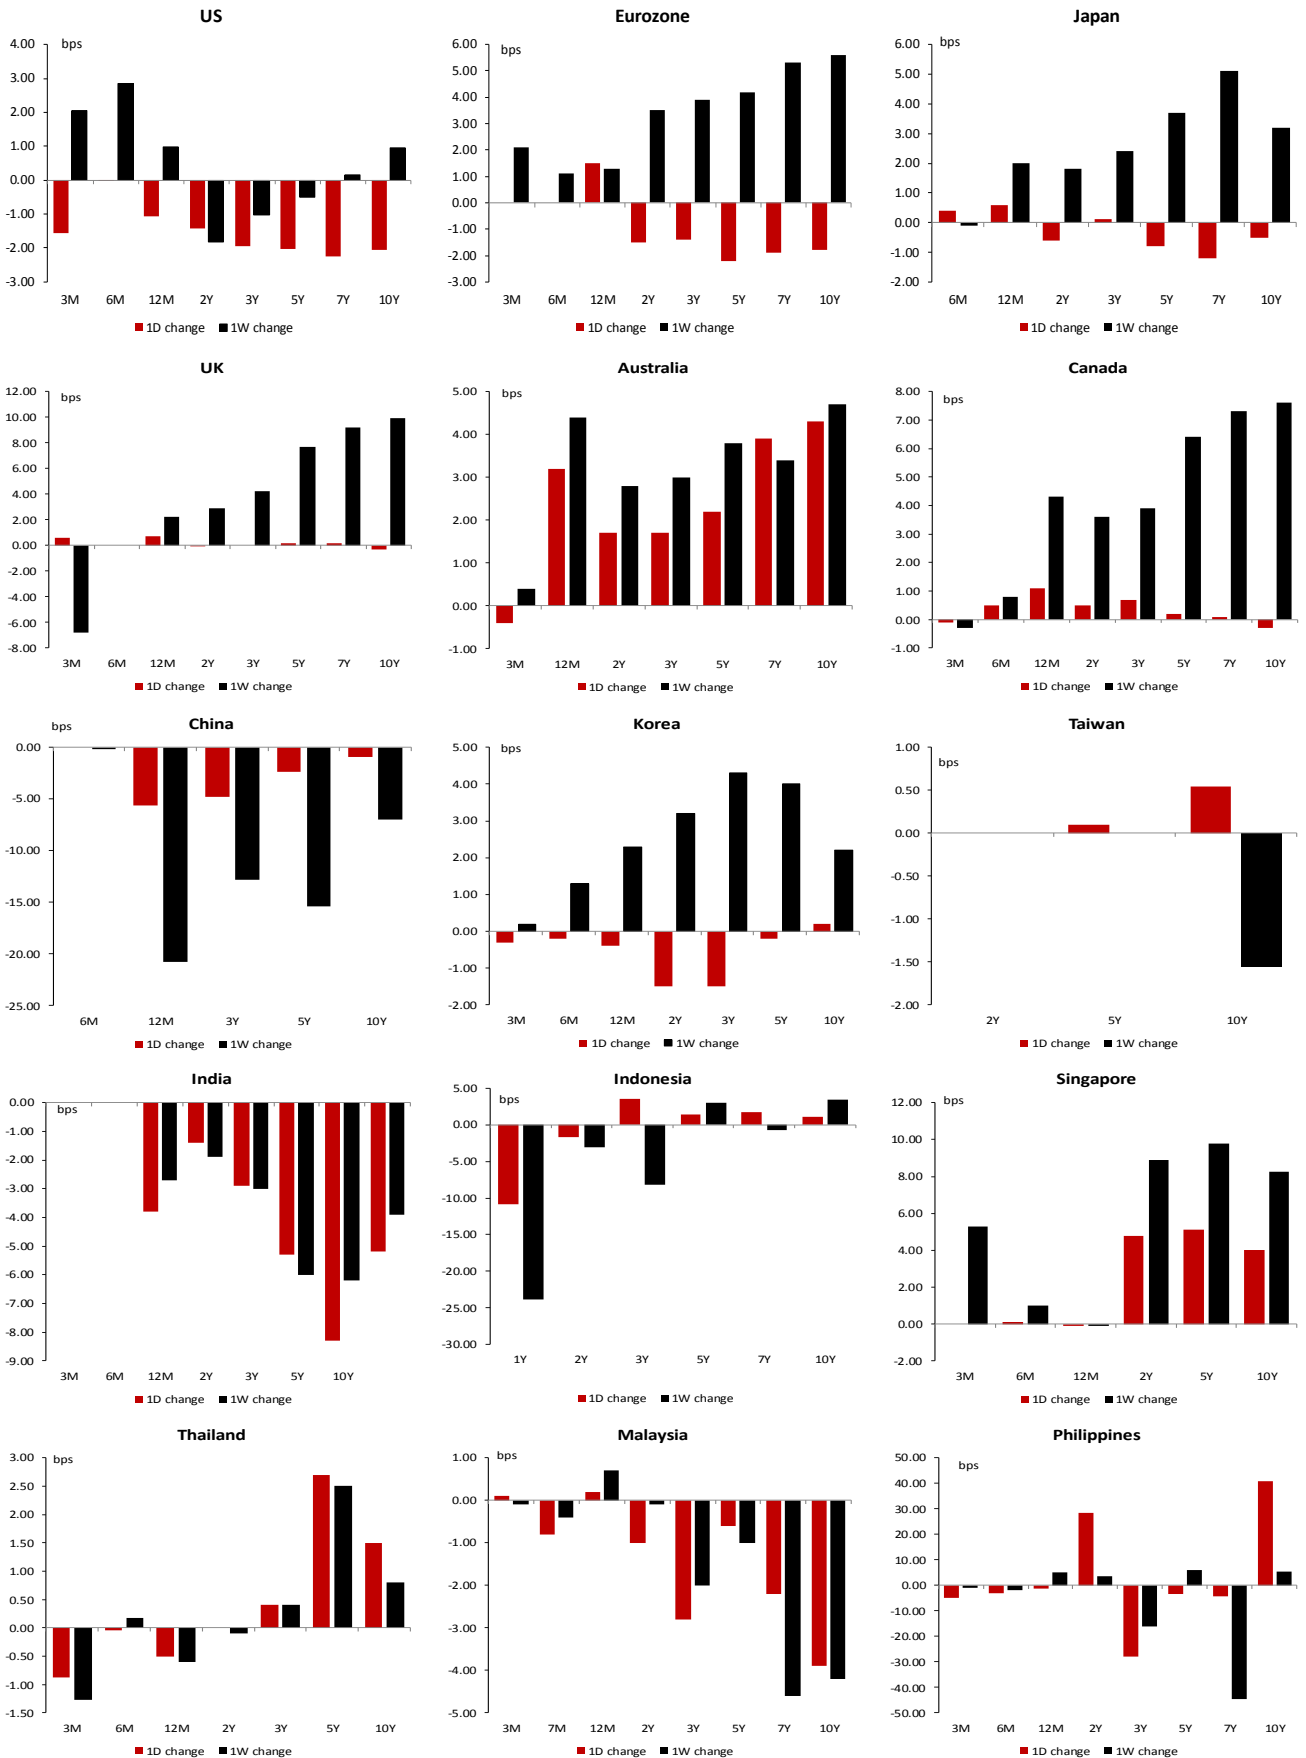 US
bps
4.00
3.00
2.00
1.00
0.00
-1.00
-2.00
-3.00
3M 6M 12M 2Y 3Y 5Y 7Y 10Y
1D change 1W change
Eurozone
bps
6.00
5.00
4.00
3.00
2.00
1.00
0.00
-1.00
-2.00
-3.00
3M 6M 12M 2Y 3Y 5Y 7Y 10Y
1D change 1W change
Japan
bps
6.00
4.00
2.00
0.00
-2.00
6M 12M 2Y 3Y 5Y 7Y 10Y
1D change 1W change
UK
bps
12.00
10.00
8.00
6.00
4.00
2.00
0.00
-2.00
-4.00
-6.00
-8.00
3M 6M 12M 2Y 3Y 5Y 7Y 10Y
1D change 1W change
Australia
bps
5.00
4.00
3.00
2.00
1.00
0.00
-1.00
3M 12M 2Y 3Y 5Y 7Y 10Y
1D change 1W change
Canada
bps
8.00
7.00
6.00
5.00
4.00
3.00
2.00
1.00
0.00
-1.00
3M 6M 12M 2Y 3Y 5Y 7Y 10Y
1D change 1W change
China
bps
0.00
-5.00
-10.00
-15.00
-20.00
-25.00
6M 12M 3Y 5Y 10Y
1D change 1W change
Korea
bps
5.00
4.00
3.00
2.00
1.00
0.00
-1.00
-2.00
3M 6M 12M 2Y 3Y 5Y 10Y
1D change 1W change
Taiwan
bps
1.00
0.50
0.00
-0.50
-1.00
-1.50
-2.00
2Y 5Y 10Y
1D change 1W change
India
bps
0.00
-1.00
-2.00
-3.00
-4.00
-5.00
-6.00
-7.00
-8.00
-9.00
3M 6M 12M 2Y 3Y 5Y 10Y
1D change 1W change
Indonesia
bps
5.00
0.00
-5.00
-10.00
-15.00
-20.00
-25.00
-30.00
1Y 2Y 3Y 5Y 7Y 10Y
1D change 1W change
Singapore
bps
12.00
10.00
8.00
6.00
4.00
2.00
0.00
-2.00
3M 6M 12M 2Y 5Y 10Y
1D change 1W change
Thailand
bps
3.00
2.50
2.00
1.50
1.00
0.50
0.00
-0.50
-1.00
-1.50
3M 6M 12M 2Y 3Y 5Y 10Y
1D change 1W change
Malaysia
bps
1.00
0.00
-1.00
-2.00
-3.00
-4.00
-5.00
3M 7M 12M 2Y 3Y 5Y 7Y 10Y
1D change 1W change
Philippines
bps
50.00
40.00
30.00
20.00
10.00
0.00
-10.00
-20.00
-30.00
-40.00
-50.00
3M 6M 12M 2Y 3Y 5Y 7Y 10Y
1D change 1W change